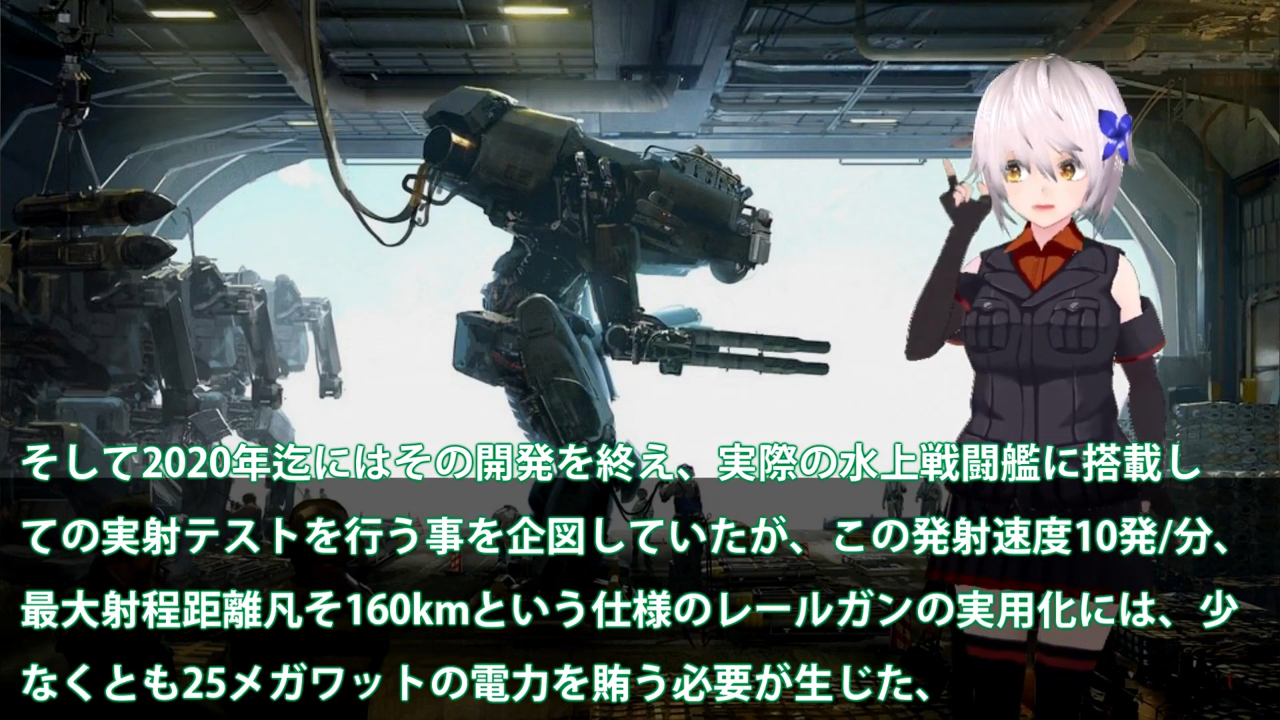 そして2020年迄にはその開発を終え、実際の水上戦闘艦に搭載し
ての実射テストを行う事を企図していたが、この発射速度10発/分、
最大射程距離凡そ160kmという仕様のレールガンの実用化には、少
なくとも25メガワットの電力を賄う必要が生じた、